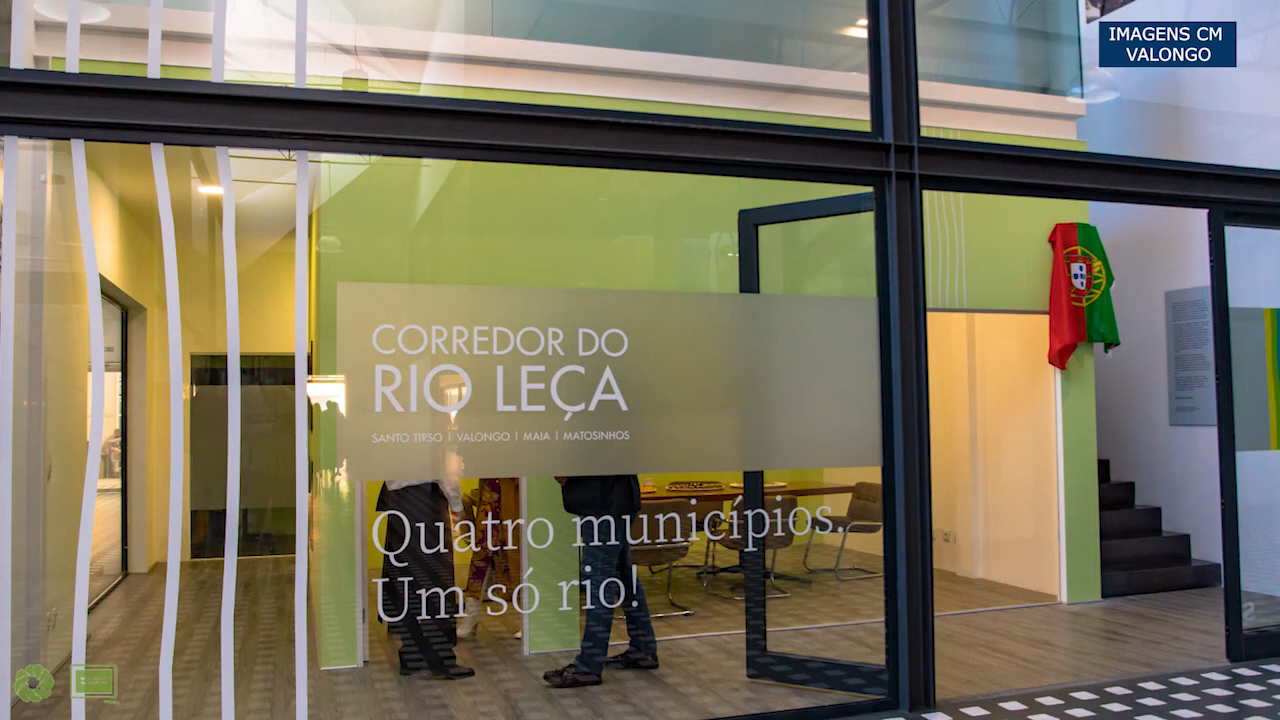 IMAGENS CM
VALONGO
CORREDOR DO
RIO LEÇA
SANTO TIRSO | VALONGO | MAIA | MATOSINHOS
Quatro municípios.
Um só rio!